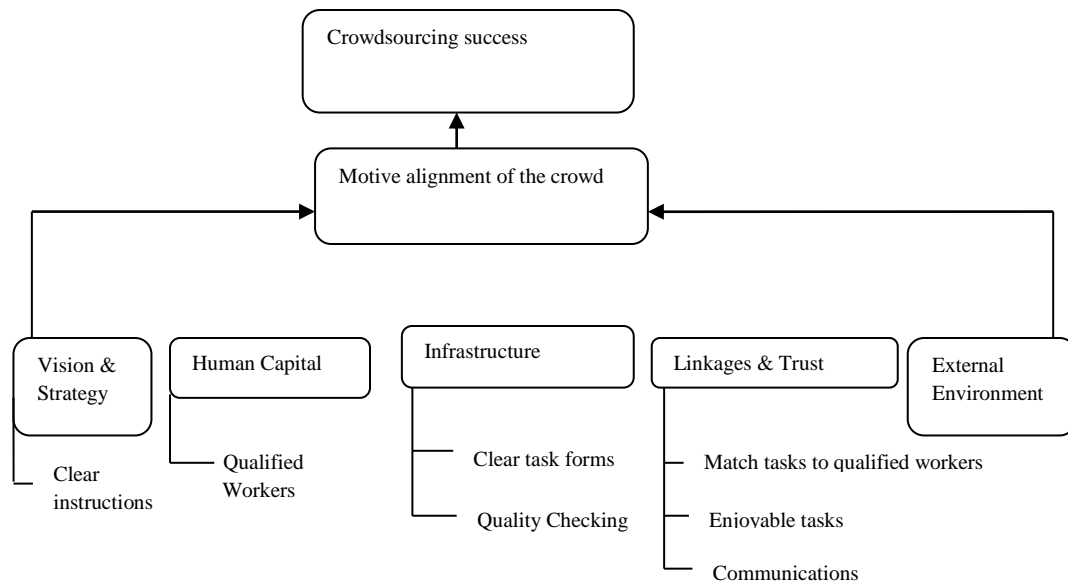 Crowdsourcing success
Motive alignment of the crowd
Vision &
Strategy
Human Capital
Infrastructure
Linkages & Trust
External
Environment
Clear
instructions
Qualified
Workers
Clear task forms
Quality Checking
Match tasks to qualified workers
Enjoyable tasks
Communications